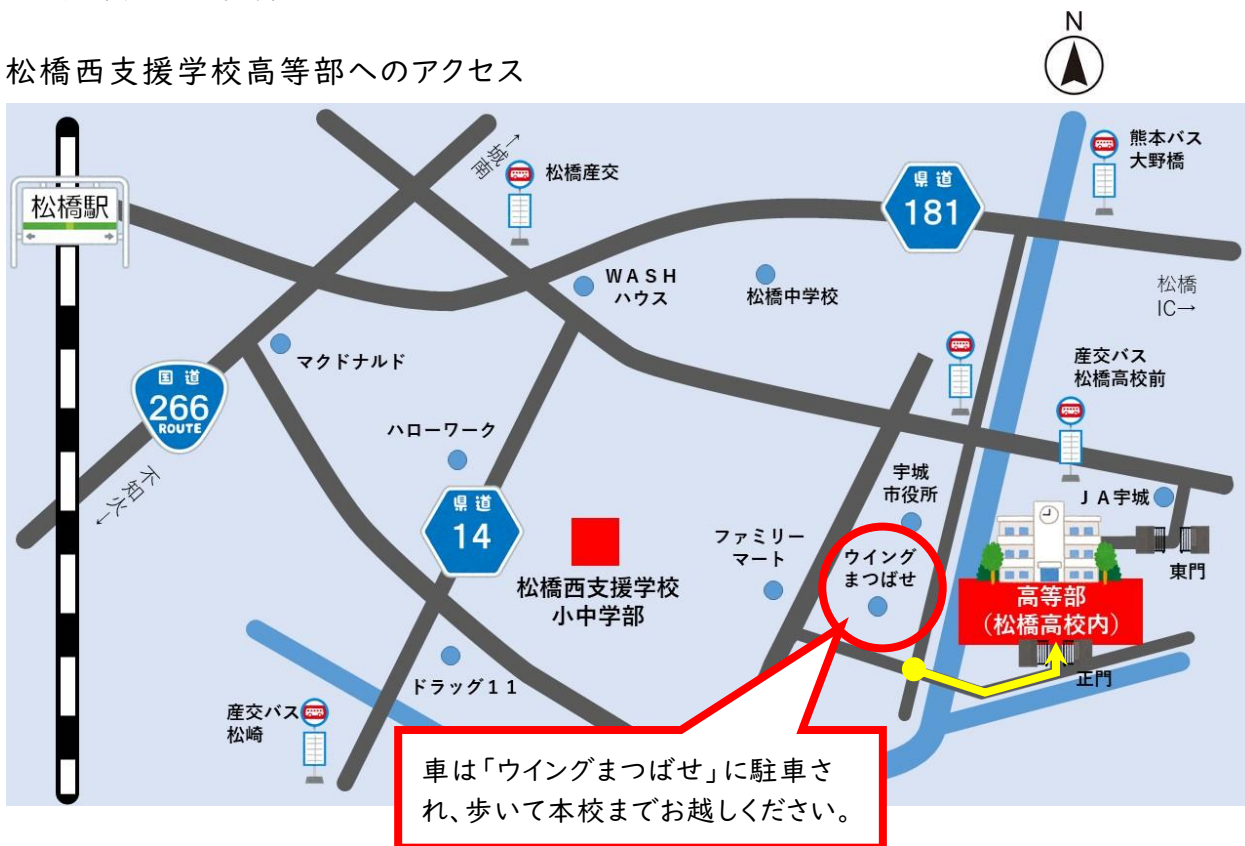 N
松橋西支援学校高等部へのアクセス
松橋駅
↑城南
松橋産交
県道
181
熊本バス
大野橋
WASH
ハウス
松橋中学校
松橋
IC→
マクドナルド
産交バス
松橋高校前
国道
266
ROUTE
ハローワーク
不知火↓
宇城
市役所
JA宇城
県道
14
ファミリー
マート
ウイング
まつばせ
東門
松橋西支援学校
小中学部
高等部
(松橋高校内)
正門
ドラッグ11
産交バス
松崎
車は「ウイングまつばせ」に駐車さ
れ、歩いて本校までお越しください。